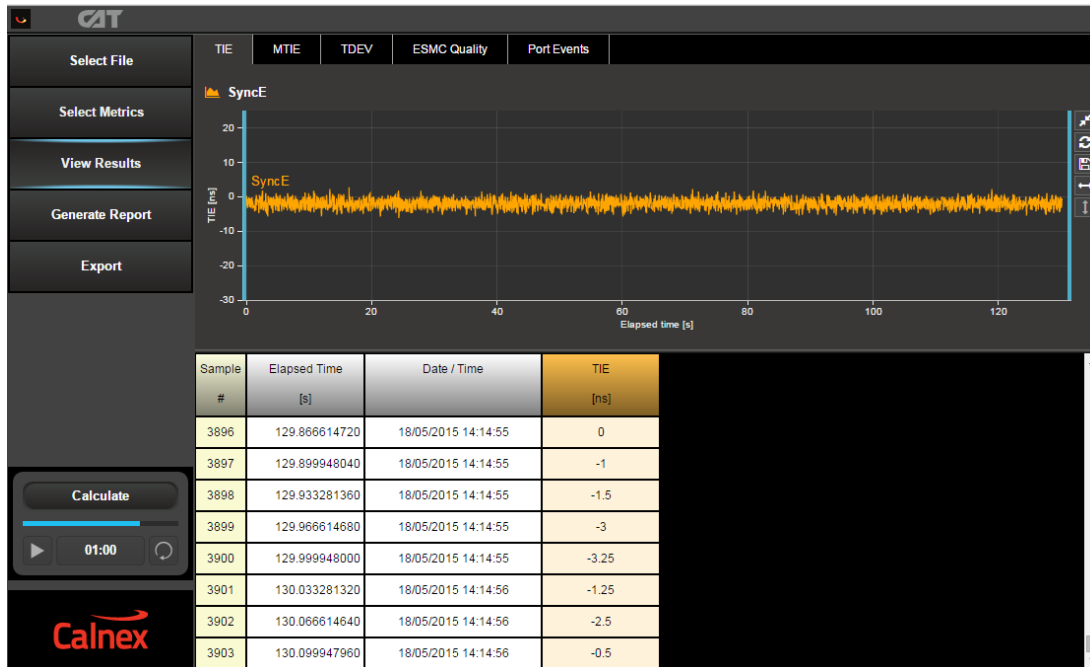 CAT
Select File
Select Metrics
View Results
Generate Report
Export
TIE MTIE TDEV ESMC Quality Port Events
SyncE
20
10
0
-10
-20
-30
TIE [ns]
SyncE
0 20 40 60 80 100 120
Elapsed time [s]
Sample Elapsed Time Date / Time TIE
# [s] [ns]
3896 129.866614720 18/05/2015 14:14:55 0
3897 129.899948040 18/05/2015 14:14:55 -1
3898 129.933281360 18/05/2015 14:14:55 -1.5
3899 129.966614680 18/05/2015 14:14:55 -3
3900 129.999948000 18/05/2015 14:14:55 -3.25
3901 130.033281320 18/05/2015 14:14:56 -1.25
3902 130.066614640 18/05/2015 14:14:56 -2.5
3903 130.099947960 18/05/2015 14:14:56 -0.5
Calculate
01:00
Calnex